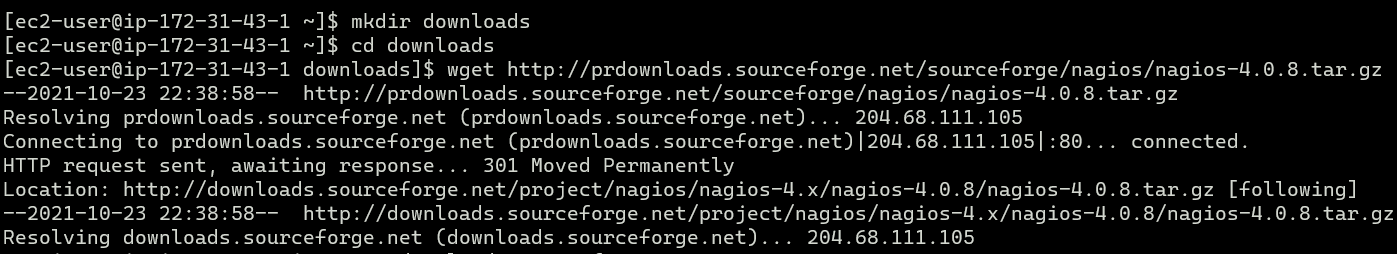 [ec2-user@ip-172-31-43-1 ~]$ mkdir downloads
[ec2-user@ip-172-31-43-1 ~]$ cd downloads
[ec2-user@ip-172-31-43-1 downloads]$ wget http://prdownloads.sourceforge.net/sourceforge/nagios/nagios-4.0.8.tar.gz
--2021-10-23 22:38:58--  http://prdownloads.sourceforge.net/sourceforge/nagios/nagios-4.0.8.tar.gz
Resolving prdownloads.sourceforge.net (prdownloads.sourceforge.net)... 204.68.111.105
Connecting to prdownloads.sourceforge.net (prdownloads.sourceforge.net)|204.68.111.105|:80... connected.
HTTP request sent, awaiting response... 301 Moved Permanently
Location: http://downloads.sourceforge.net/project/nagios/nagios-4.x/nagios-4.0.8/nagios-4.0.8.tar.gz [following]
--2021-10-23 22:38:58--  http://downloads.sourceforge.net/project/nagios/nagios-4.x/nagios-4.0.8/nagios-4.0.8.tar.gz
Resolving downloads.sourceforge.net (downloads.sourceforge.net)... 204.68.111.105